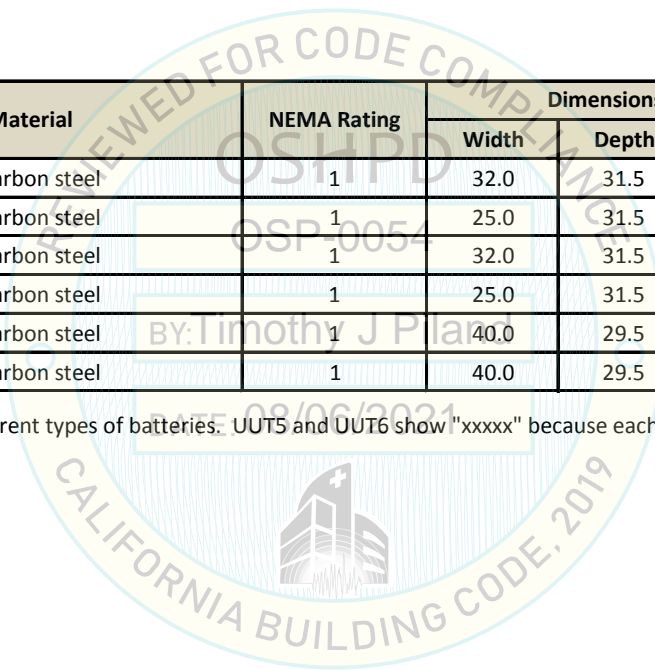 Material NEMA Rating Dimensions
Width Depth
arbon steel 1 32.0 31.5
arbon steel 1 25.0 31.5
arbon steel 1 32.0 31.5
arbon steel 1 25.0 31.5
arbon steel 1 40.0 29.5
arbon steel 1 40.0 29.5
rent types of batteries. UUT5 and UUT6 show "xxxxx" because each
REVIEWED FOR CODE COMPLIANCE
OSHPD
OSP-0054
BY: Timothy J Piland
DATE: 08/06/2021
CALIFORNIA BUILDING CODE, 2019